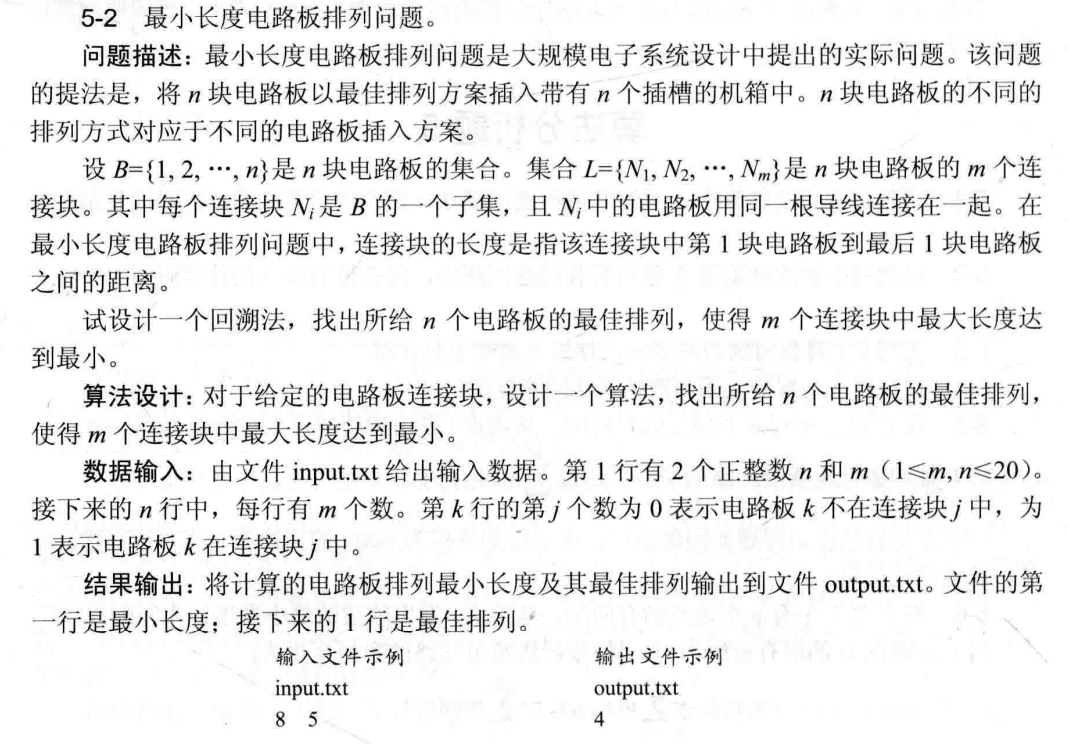 5-2 最小长度电路板排列问题。
问题描述：最小长度电路板排列问题是大规模电子系统设计中提出的实际问题。该问题
的提法是，将 n 块电路板以最佳排列方案插入带有 n 个插槽的机箱中。n 块电路板的不同的
排列方式对应于不同的电路板插入方案。
设 B={1, 2, …, n}是 n 块电路板的集合。集合 L={N₁, N₂, …, Nₘ}是 n 块电路板的 m 个连
接块。其中每个连接块 Nᵢ是 B 的一个子集，且 Nᵢ中的电路板用同一根导线连接在一起。在
最小长度电路板排列问题中，连接块的长度是指该连接块中第 1 块电路板到最后 1 块电路板
之间的距离。
试设计一个回溯法，找出所给 n 个电路板的最佳排列，使得 m 个连接块中最大长度达
到最小。
算法设计：对于给定的电路板连接块，设计一个算法，找出所给 n 个电路板的最佳排列，
使得 m 个连接块中最大长度达到最小。
数据输入：由文件 input.txt 给出输入数据。第 1 行有 2 个正整数 n 和 m（1≤m,n≤20）。
接下来的 n 行中，每行有 m 个数。第 k 行的第 j 个数为 0 表示电路板 k 不在连接块 j 中，为
1 表示电路板 k 在连接块 j 中。
结果输出：将计算的电路板排列最小长度及其最佳排列输出到文件 output.txt。文件的第
一行是最小长度；接下来的 1 行是最佳排列。
输入文件示例 输出文件示例
input.txt output.txt
8 5 4